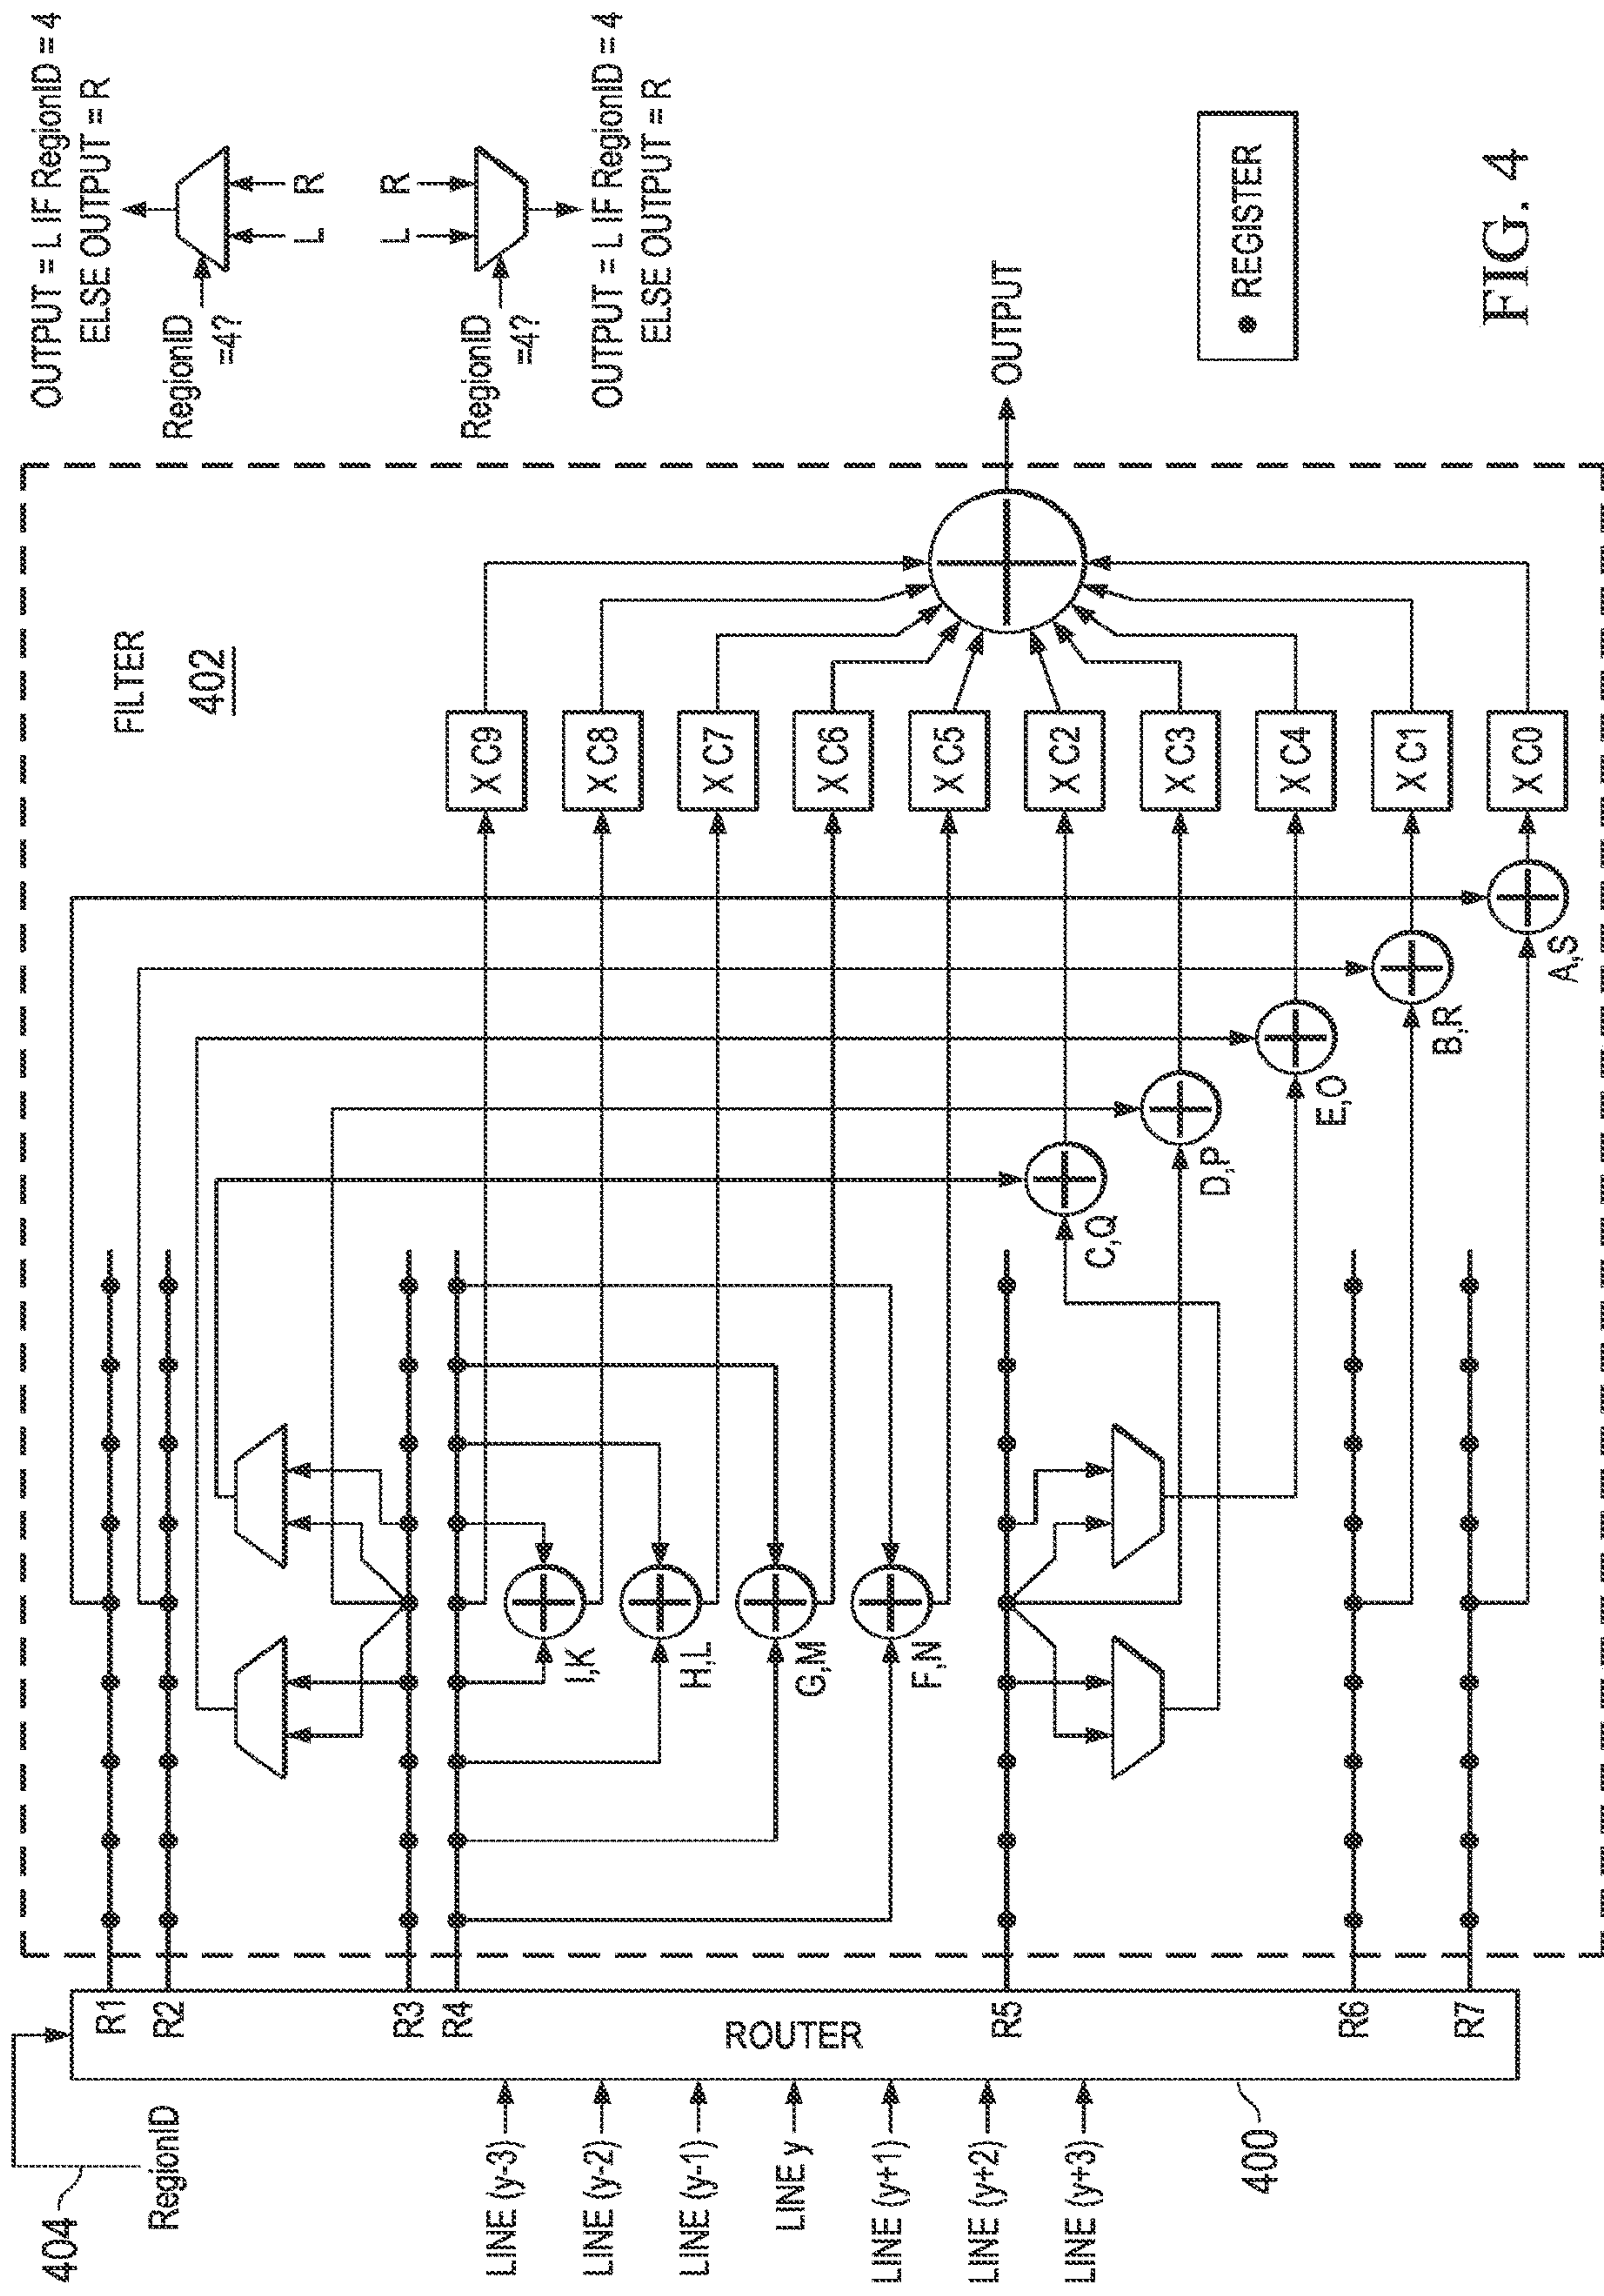 404
RegionID
LINE (y-3)
LINE (y-2)
LINE (y-1)
LINE y
LINE (y+1)
LINE (y+2)
LINE (y+3)
400
ROUTER
R1
R2
R3
R4
R5
R6
R7
FILTER
402
I,K
H,L
G,M
F,N
C,Q
D,P
E,O
B,R
A,S
X C9
X C8
X C7
X C6
X C5
X C2
X C3
X C4
X C1
X C0
OUTPUT
OUTPUT = L IF RegionID = 4
ELSE OUTPUT = R
RegionID
=4?
L R
L R
RegionID
=4?
OUTPUT = L IF RegionID = 4
ELSE OUTPUT = R
REGISTER
FIG. 4